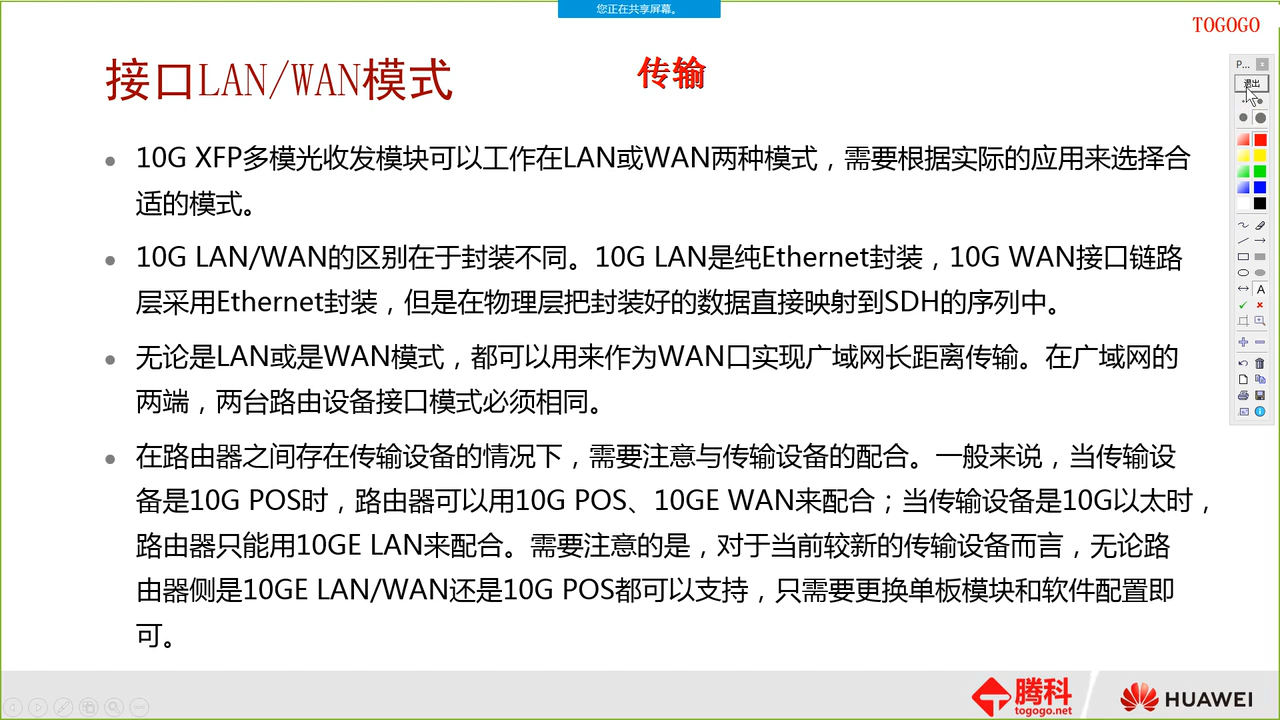 您正在共享屏幕。
TOGOGO
接口LAN/WAN模式
传输
P...
退出
10G XFP多模光收发模块可以工作在LAN或WAN两种模式，需要根据实际的应用来选择合
适的模式。
10G LAN/WAN的区别在于封装不同。10G LAN是纯Ethernet封装，10G WAN接口链路
层采用Ethernet封装，但是在物理层把封装好的数据直接映射到SDH的序列中。
无论是LAN或是WAN模式，都可以用来作为WAN口实现广域网长距离传输。在广域网的
两端，两台路由设备接口模式必须相同。
在路由器之间存在传输设备的情况下，需要注意与传输设备的配合。一般来说，当传输设
备是10G POS时，路由器可以用10G POS、10GE WAN来配合；当传输设备是10G以太时，
路由器只能用10GE LAN来配合。需要注意的是，对于当前较新的传输设备而言，无论路
由器侧是10GE LAN/WAN还是10G POS都可以支持，只需要更换单板模块和软件配置即
可。
A
腾科
togogo.net
HUAWEI